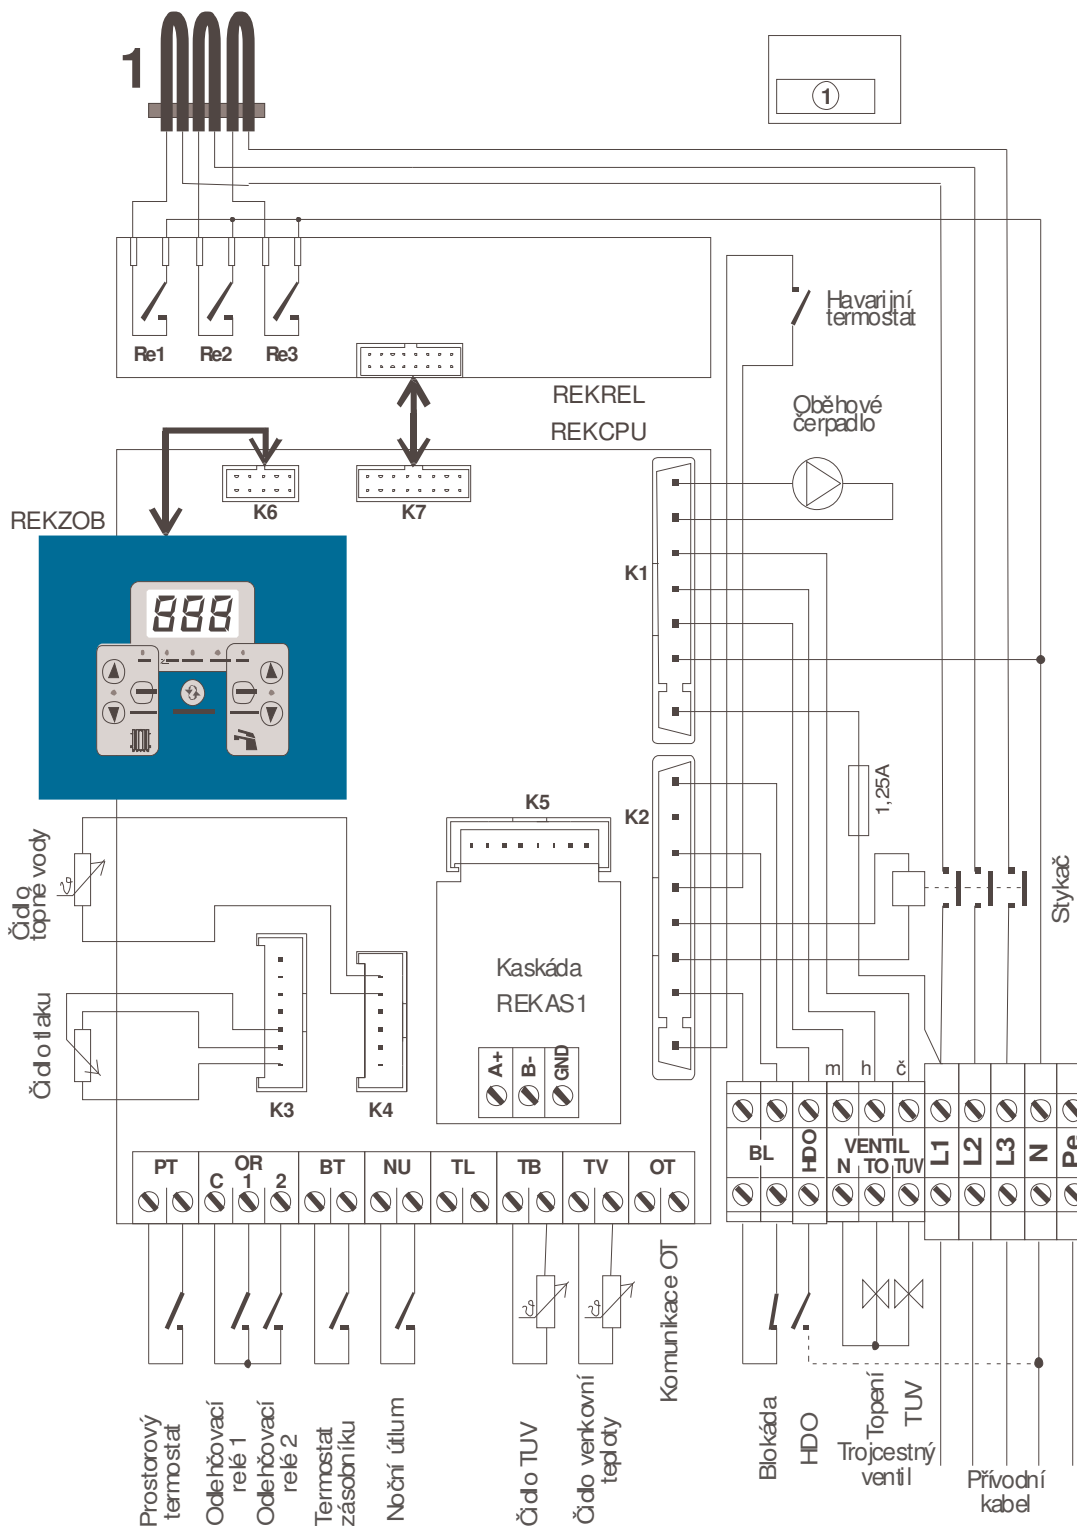 1
1
Re1 Re2 Re3
Havarijní
termostat
REKREL
REKCPU
Oběhové
čerpadlo
K6
K7
REKZOB
K1
1,25A
K5
K2
Čidlo
topné vody
Stykač
Kaskáda
REKAS1
Čidlo tlaku
A+ B- GND
K3 K4
m h č
PT OR BT NU TL TB TV OT
C 1 2
BL HDO VENTIL L1 L2 L3 N Pe
N TO TUV
Prostorový
termostat
Odlehčovací
relé 1
Odlehčovací
relé 2
Termostat
zásobníku
Noční útlum
Čidlo TUV
Čidlo venkovní
teploty
Komunikace OT
Blokáda
HDO
Topení
TUV
Trojcestný
ventil
Přívodní
kabel